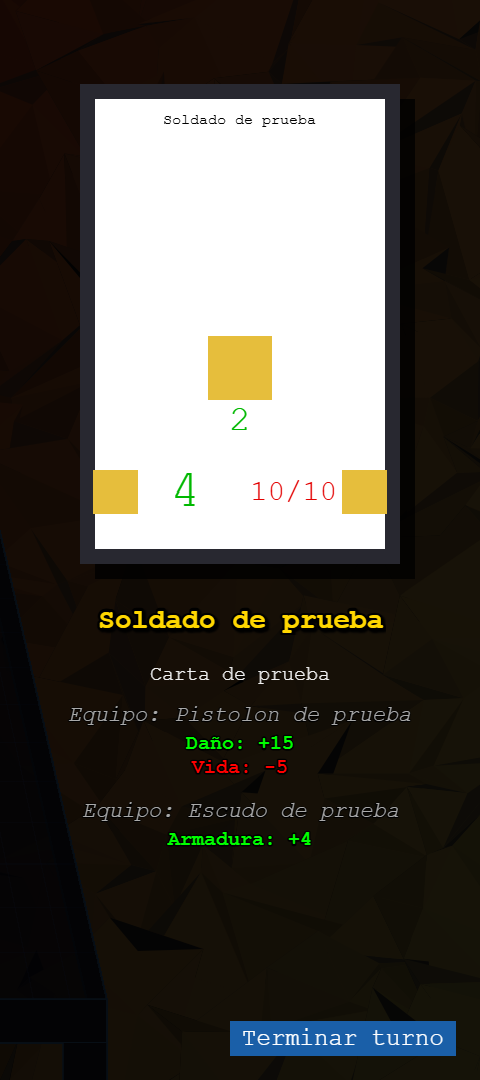 Soldado de prueba
2
4 10/10
Soldado de prueba
Carta de prueba
Equipo: Pistolon de prueba
Daño: +15
Vida: -5
Equipo: Escudo de prueba
Armadura: +4
Terminar turno